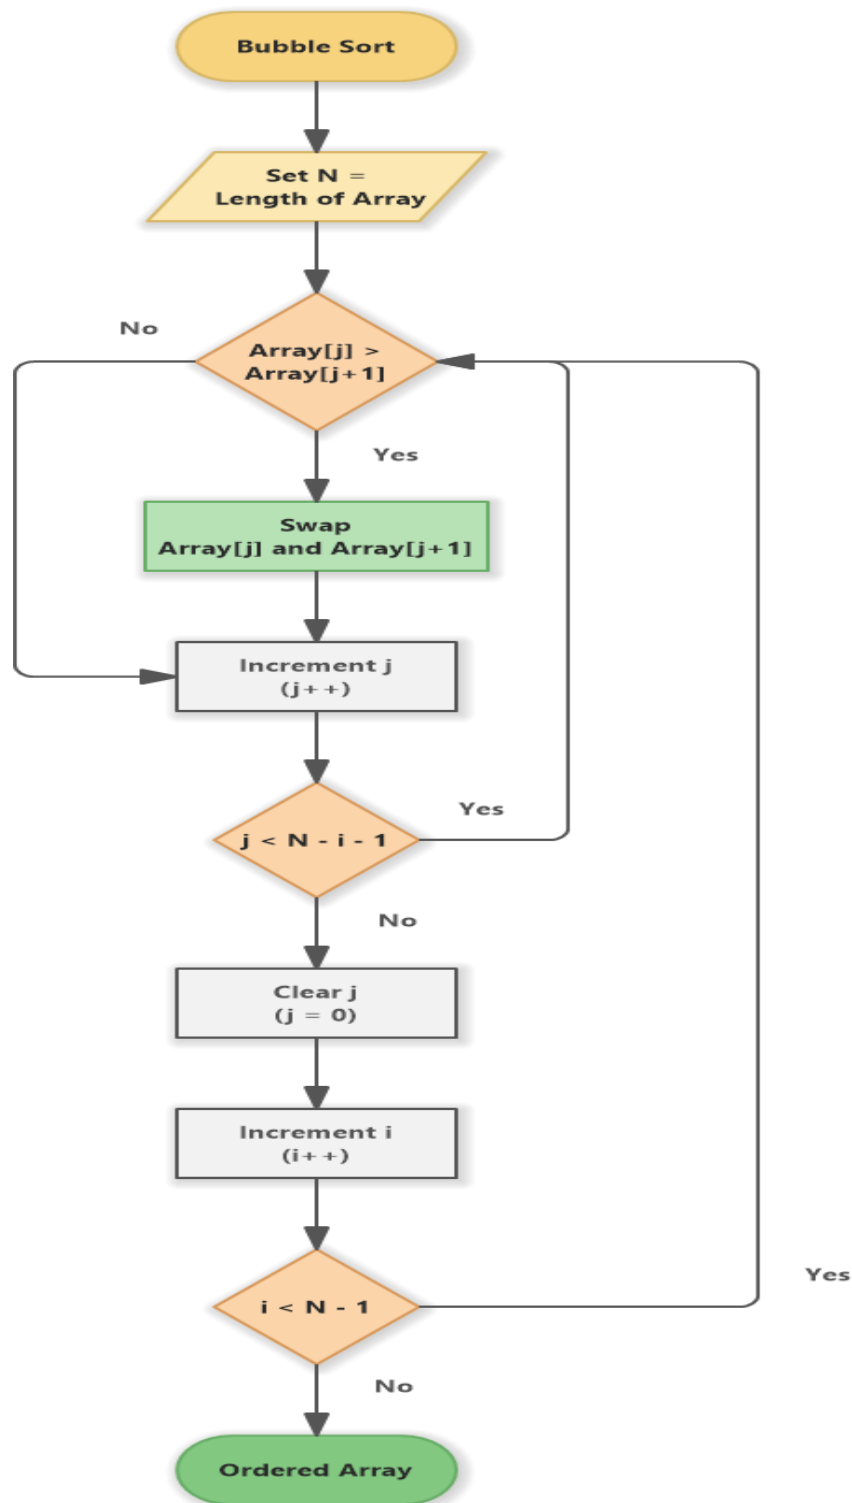 Bubble Sort
Set N =
Length of Array
No
Array[j] >
Array[j+1]
Yes
Swap
Array[j] and Array[j+1]
Increment j
(j++)
Yes
j < N - i - 1
No
Clear j
(j = 0)
Increment i
(i++)
Yes
i < N - 1
No
Ordered Array